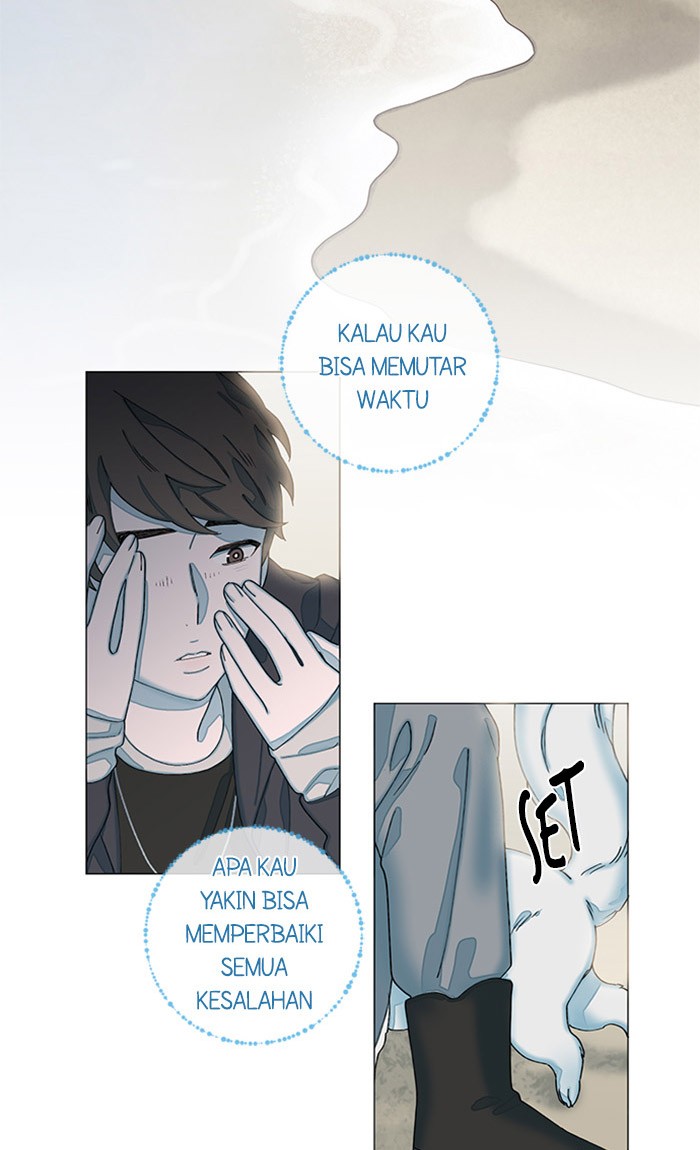 KALAU KAU
BISA MEMUTAR
WAKTU
SET
APA KAU
YAKIN BISA
MEMPERBAIKI
SEMUA
KESALAHAN